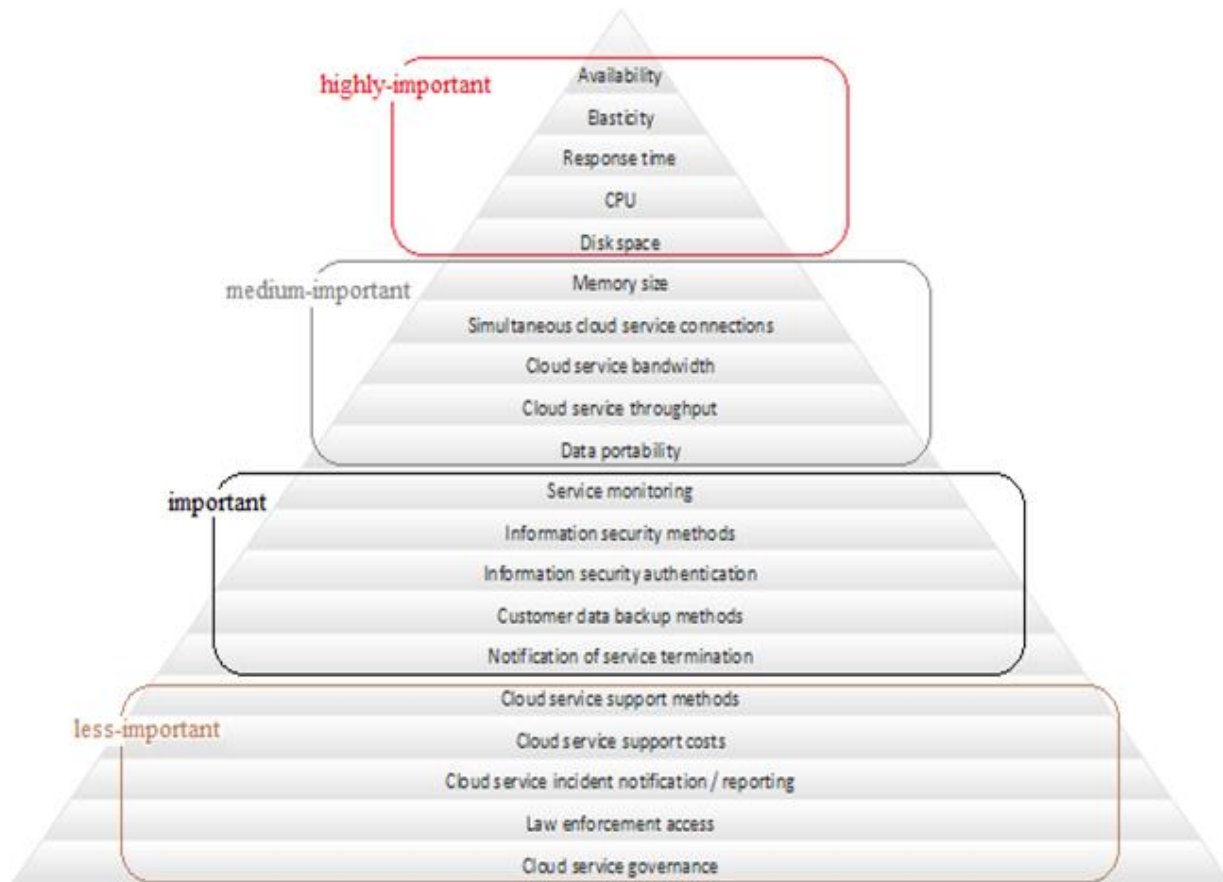 highly-important
Availability
Elasticity
Response time
CPU
Disk space
medium-important
Memory size
Simultaneous cloud service connections
Cloud service bandwidth
Cloud service throughput
Data portability
important
Service monitoring
Information security methods
Information security authentication
Customer data backup methods
Notification of service termination
less-important
Cloud service support methods
Cloud service support costs
Cloud service incident notification / reporting
Law enforcement access
Cloud service governance